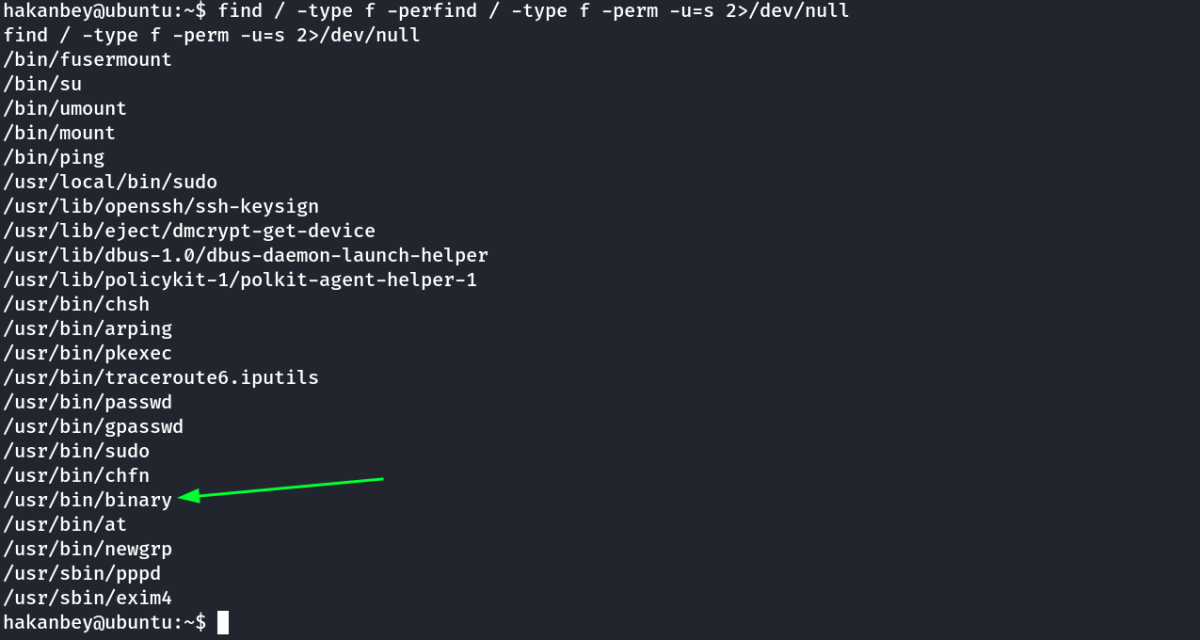 hakanbey@ubuntu:~$ find / -type f -perfind / -type f -perm -u=s 2>/dev/null
find / -type f -perm -u=s 2>/dev/null
/bin/fusermount
/bin/su
/bin/umount
/bin/mount
/bin/ping
/usr/local/bin/sudo
/usr/lib/openssh/ssh-keysign
/usr/lib/eject/dmcrypt-get-device
/usr/lib/dbus-1.0/dbus-daemon-launch-helper
/usr/lib/policykit-1/polkit-agent-helper-1
/usr/bin/chsh
/usr/bin/arping
/usr/bin/pkexec
/usr/bin/traceroute6.iputils
/usr/bin/passwd
/usr/bin/gpasswd
/usr/bin/sudo
/usr/bin/chfn
/usr/bin/binary
/usr/bin/at
/usr/bin/newgrp
/usr/sbin/pppd
/usr/sbin/exim4
hakanbey@ubuntu:~$